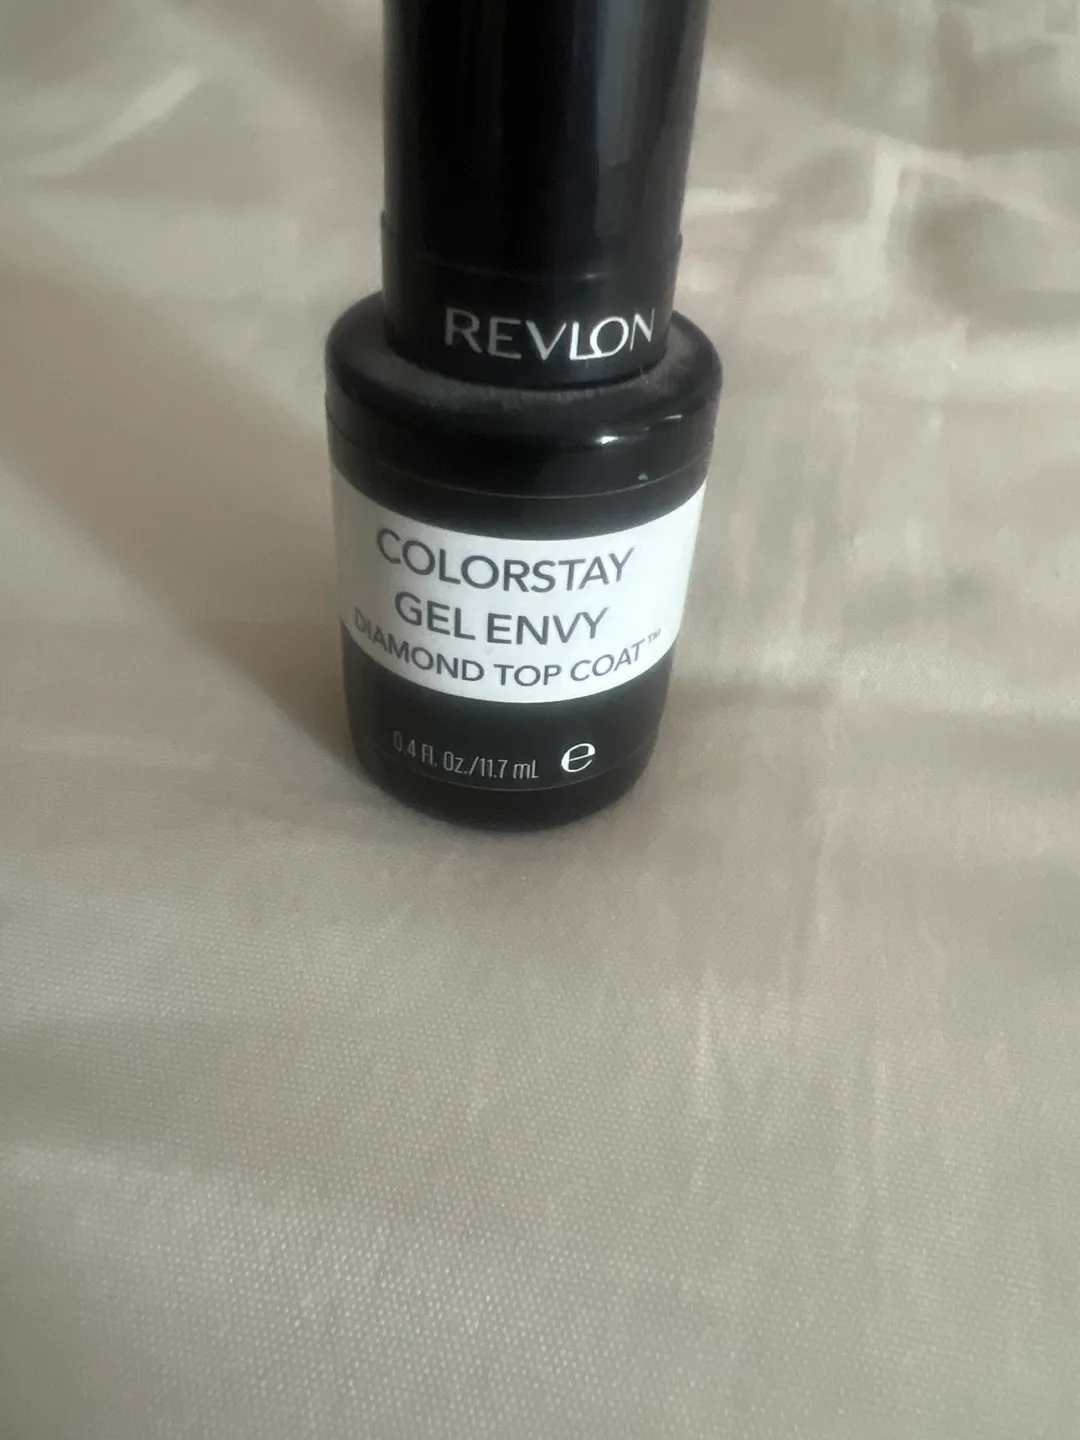 REVLON
COLORSTAY
GEL ENVY
DIAMOND TOP COAT™
0.4 Fl. Oz./11.7 mL ℮